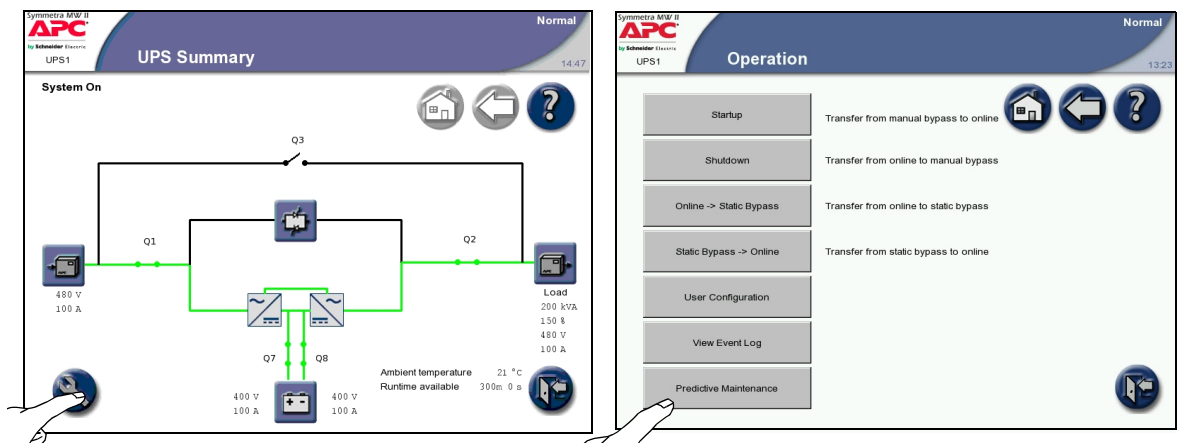 Symmetra MW II
APC
by Schneider Electric
UPS1
UPS Summary
Normal
14:47
System On
?
Q3
Q1
Q2
480 V
100 A
Load
200 kVA
150 %
480 V
100 A
Q7
Q8
Ambient temperature 21 °C
Runtime available 300m 0 s
400 V
100 A
400 V
100 A
Symmetra MW II
APC
by Schneider Electric
UPS1
Operation
Normal
13:23
?
Startup
Transfer from manual bypass to online
Shutdown
Transfer from online to manual bypass
Online -> Static Bypass
Transfer from online to static bypass
Static Bypass -> Online
Transfer from static bypass to online
User Configuration
View Event Log
Predictive Maintenance